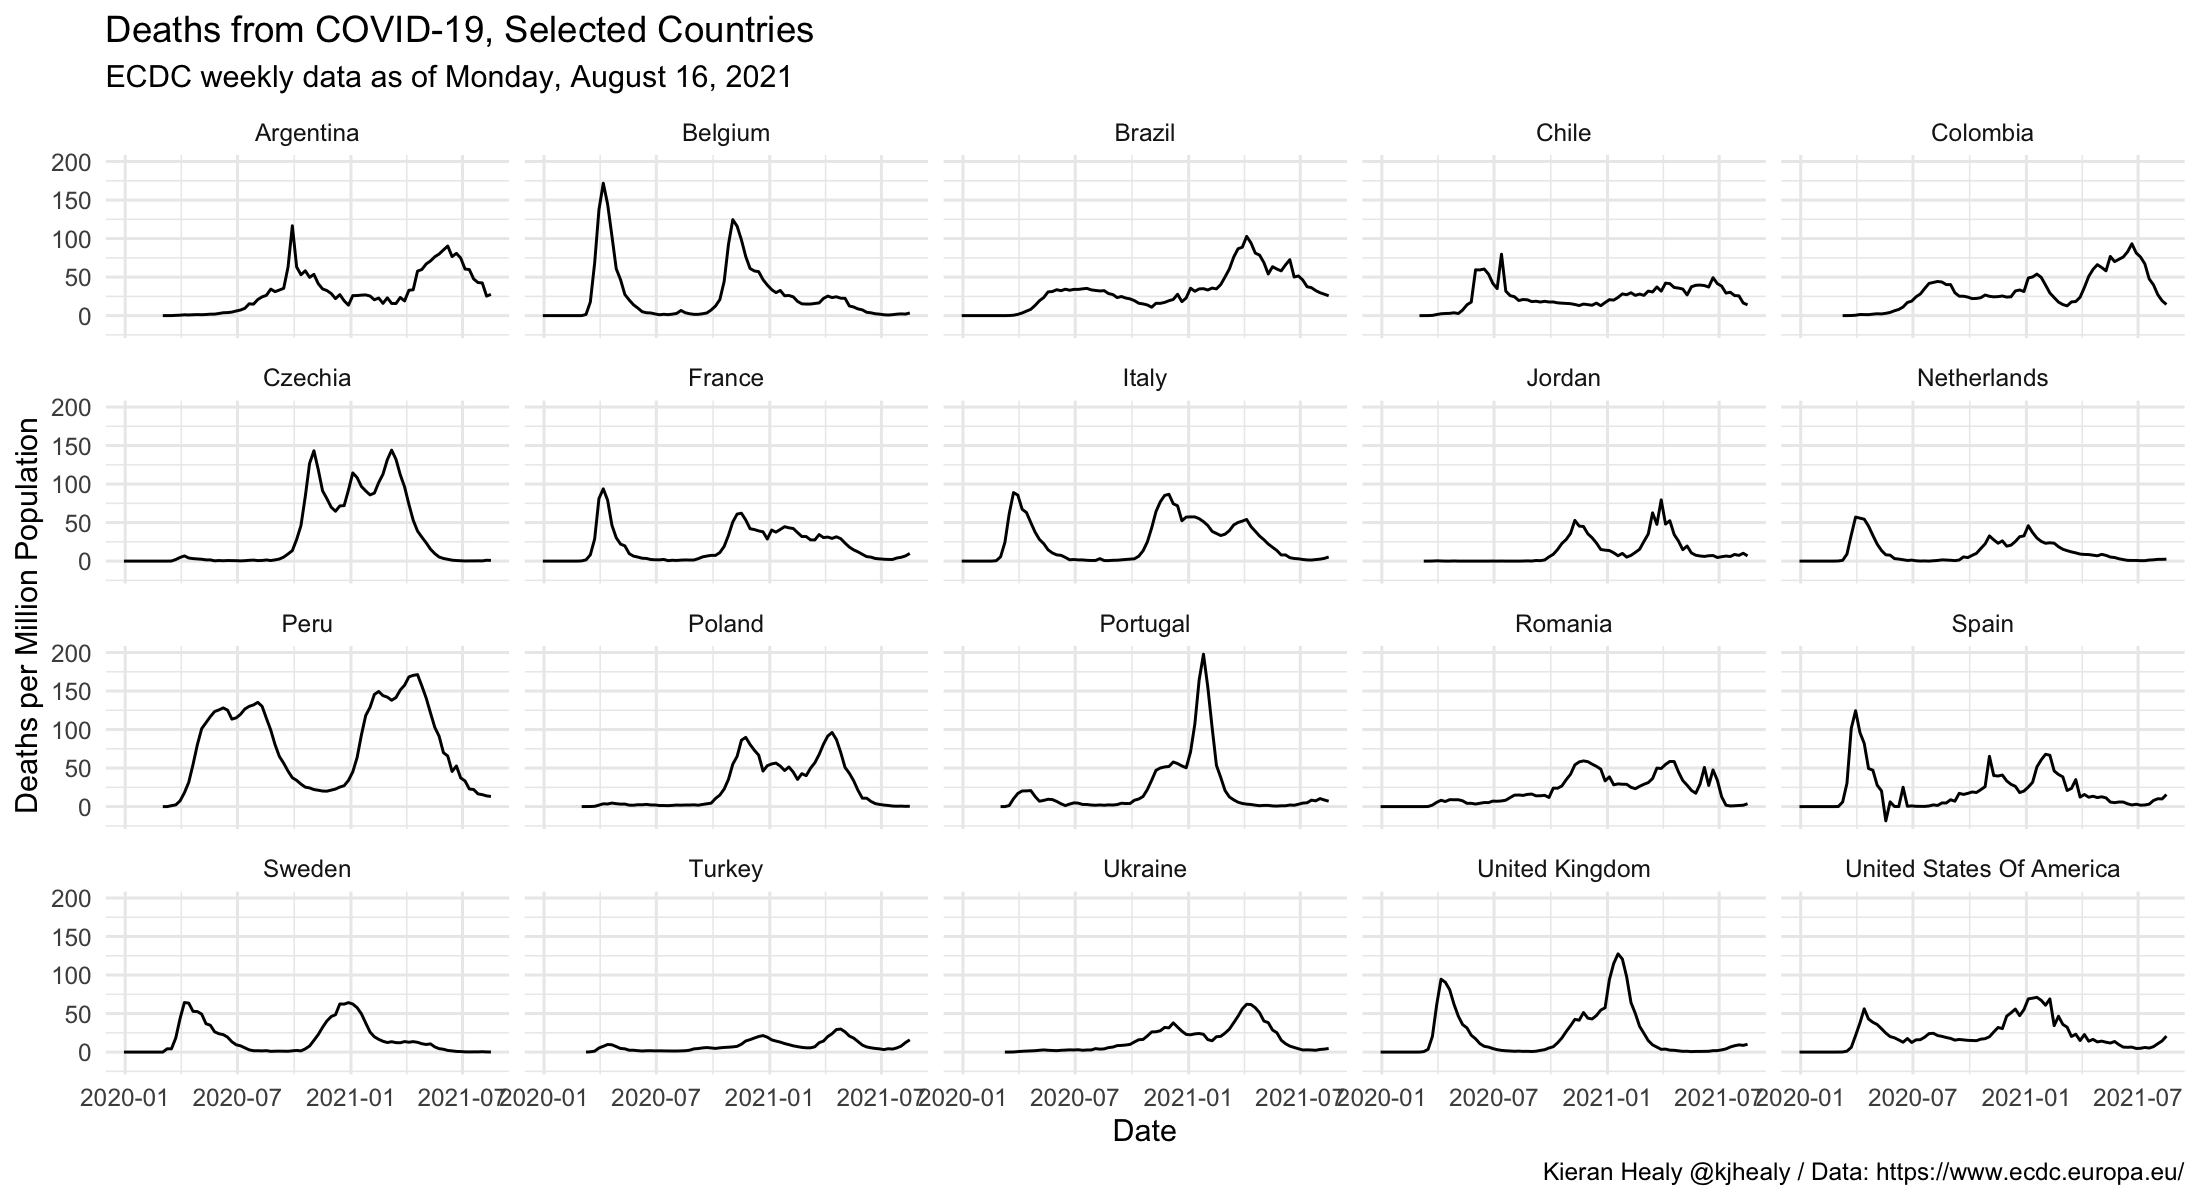 Deaths from COVID-19, Selected Countries
ECDC weekly data as of Monday, August 16, 2021
Argentina Belgium Brazil Chile Colombia
200
150
100
50
0
Czechia France Italy Jordan Netherlands
200
150
100
50
0
Deaths per Million Population
Peru Poland Portugal Romania Spain
200
150
100
50
0
Sweden Turkey Ukraine United Kingdom United States Of America
200
150
100
50
0
2020-01 2020-07 2021-01 2021-07 2020-01 2020-07 2021-01 2021-07 2020-01 2020-07 2021-01 2021-07 2020-01 2020-07 2021-01 2021-07 2020-01 2020-07 2021-01 2021-07
Date
Kieran Healy @kjhealy / Data: https://www.ecdc.europa.eu/